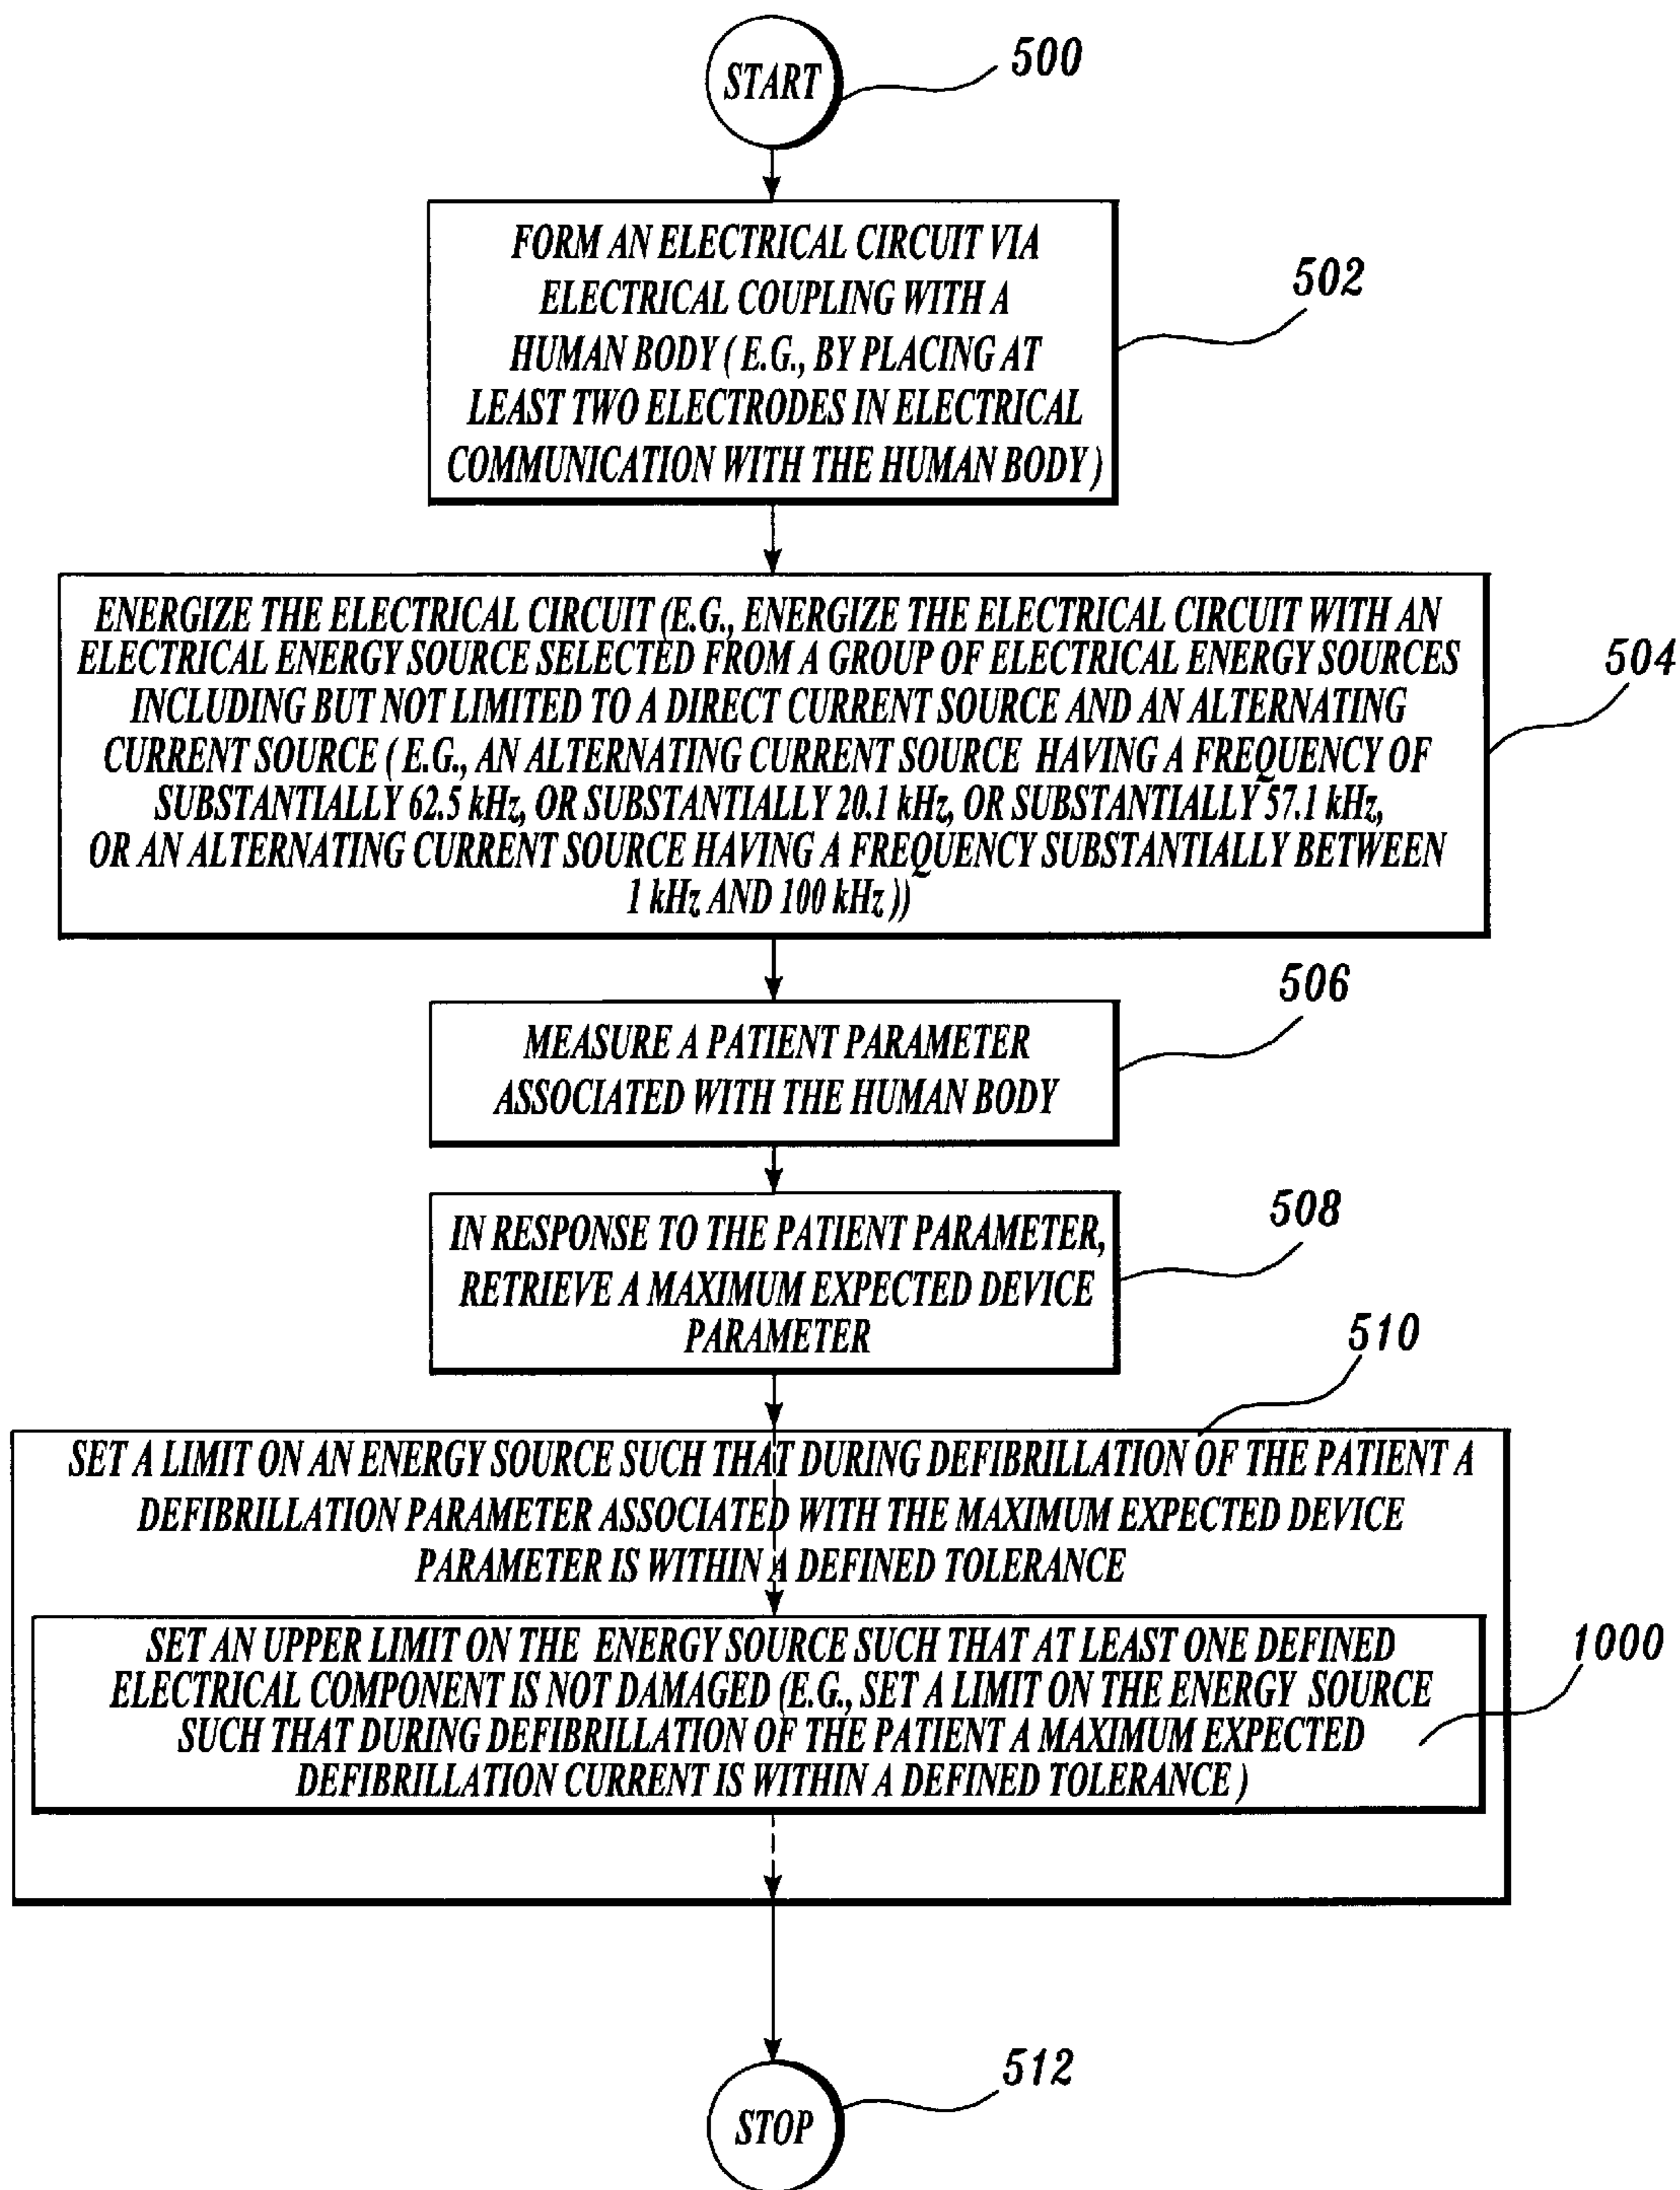 START
500
FORM AN ELECTRICAL CIRCUIT VIA
ELECTRICAL COUPLING WITH A
HUMAN BODY ( E.G., BY PLACING AT
LEAST TWO ELECTRODES IN ELECTRICAL
COMMUNICATION WITH THE HUMAN BODY )
502
ENERGIZE THE ELECTRICAL CIRCUIT (E.G., ENERGIZE THE ELECTRICAL CIRCUIT WITH AN
ELECTRICAL ENERGY SOURCE SELECTED FROM A GROUP OF ELECTRICAL ENERGY SOURCES
INCLUDING BUT NOT LIMITED TO A DIRECT CURRENT SOURCE AND AN ALTERNATING
CURRENT SOURCE ( E.G., AN ALTERNATING CURRENT SOURCE HAVING A FREQUENCY OF
SUBSTANTIALLY 62.5 kHz, OR SUBSTANTIALLY 20.1 kHz, OR SUBSTANTIALLY 57.1 kHz,
OR AN ALTERNATING CURRENT SOURCE HAVING A FREQUENCY SUBSTANTIALLY BETWEEN
1 kHz AND 100 kHz ))
504
MEASURE A PATIENT PARAMETER
ASSOCIATED WITH THE HUMAN BODY
506
IN RESPONSE TO THE PATIENT PARAMETER,
RETRIEVE A MAXIMUM EXPECTED DEVICE
PARAMETER
508
510
SET A LIMIT ON AN ENERGY SOURCE SUCH THAT DURING DEFIBRILLATION OF THE PATIENT A
DEFIBRILLATION PARAMETER ASSOCIATED WITH THE MAXIMUM EXPECTED DEVICE
PARAMETER IS WITHIN A DEFINED TOLERANCE
SET AN UPPER LIMIT ON THE ENERGY SOURCE SUCH THAT AT LEAST ONE DEFINED
ELECTRICAL COMPONENT IS NOT DAMAGED (E.G., SET A LIMIT ON THE ENERGY SOURCE
SUCH THAT DURING DEFIBRILLATION OF THE PATIENT A MAXIMUM EXPECTED
DEFIBRILLATION CURRENT IS WITHIN A DEFINED TOLERANCE )
1000
STOP
512